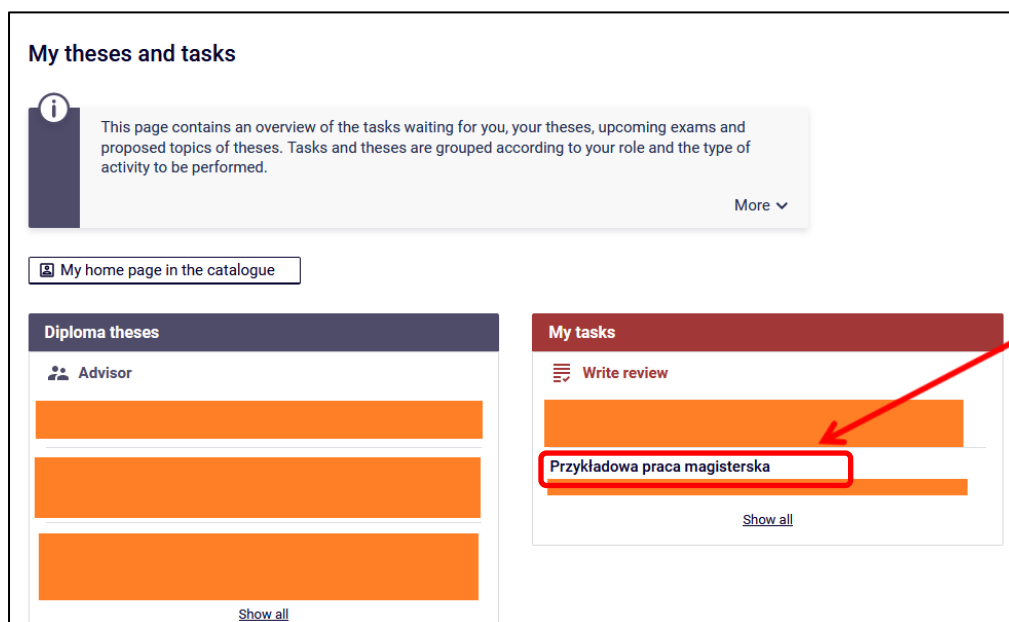 My theses and tasks
This page contains an overview of the tasks waiting for you, your theses, upcoming exams and
proposed topics of theses. Tasks and theses are grouped according to your role and the type of
activity to be performed.
More
My home page in the catalogue
Diploma theses
Advisor
Show all
My tasks
Write review
Przykładowa praca magisterska
Show all